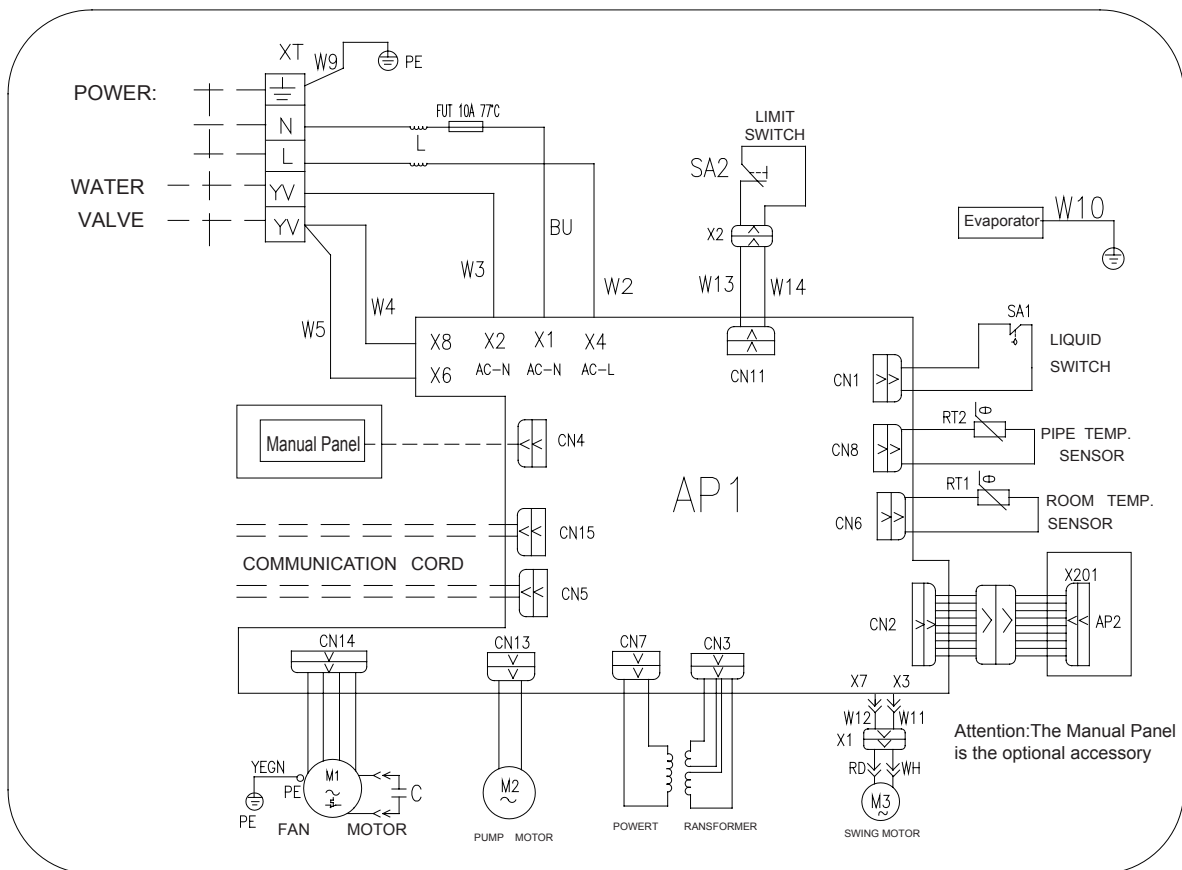 XT
W9
PE
POWER:
N
FUT 10A 77°C
L
L
WATER
VALVE
YV
YV
LIMIT
SWITCH
SA2
X2
W13
W14
CN11
Evaporator
W10
BU
W3
W2
W4
W5
X8
X2
X1
X4
X6
AC-N
AC-N
AC-L
SA1
CN1
LIQUID
SWITCH
RT2
CN8
PIPE TEMP.
SENSOR
RT1
CN6
ROOM TEMP.
SENSOR
Manual Panel
CN4
AP1
CN15
COMMUNICATION CORD
CN5
X201
CN2
AP2
CN14
CN13
CN7
CN3
X7
X3
W12
W11
X1
RD
WH
Attention:The Manual Panel
is the optional accessory
YEGN
PE
PE
M1
C
FAN MOTOR
M2
PUMP MOTOR
POWERT RANSFORMER
M3
SWING MOTOR